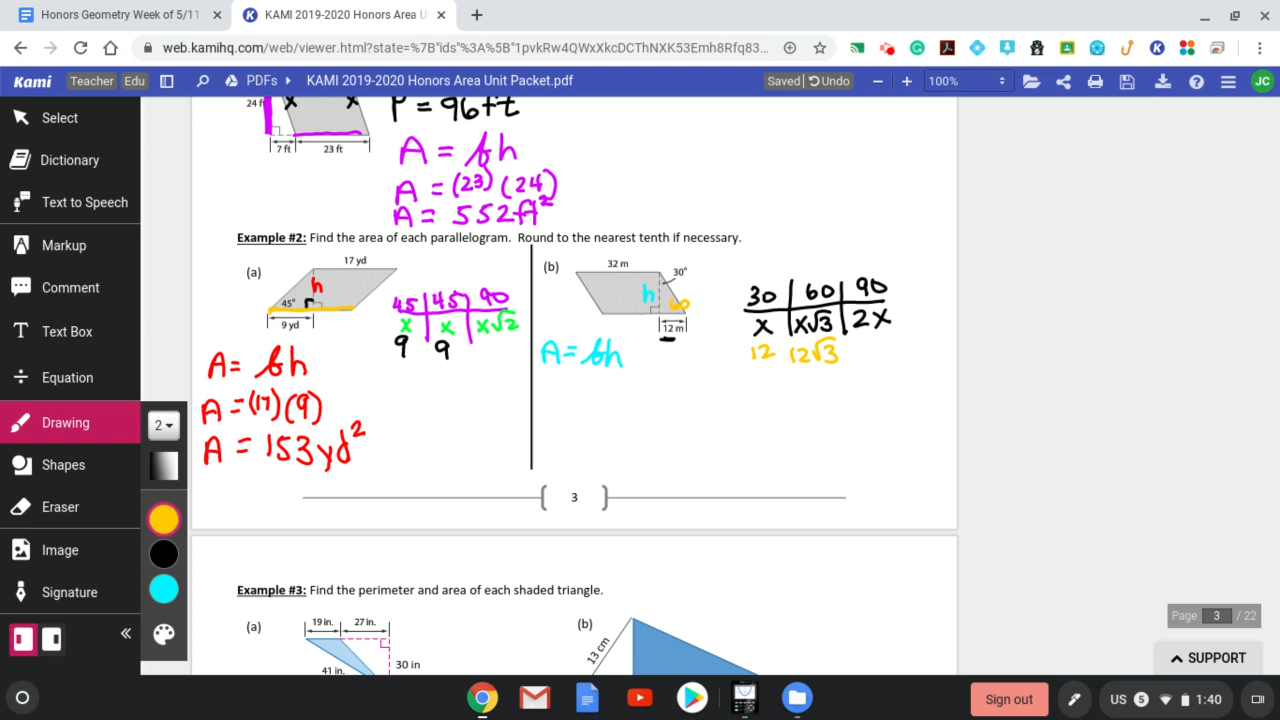 Honors Geometry Week of 5/11
KAMI 2019-2020 Honors Area U
web.kamihq.com/web/viewer.html?state=%7B"ids"%3A%5B"1pvkRw4QWxXkcDCThNXK53Emh8Rfq83...
Kami Teacher Edu PDFs KAMI 2019-2020 Honors Area Unit Packet.pdf Saved Undo 100% JC
Select
Dictionary
Text to Speech
Markup
Comment
Text Box
Equation
Drawing
Shapes
Eraser
Image
Signature
2
24 ft
x x
7 ft 23 ft
P = 96ft
A = bh
A = (23)(24)
A = 552ft²
Example #2: Find the area of each parallelogram. Round to the nearest tenth if necessary.
(a)
17 yd
h
45°
9 yd
45 45 90
x x x√2
9 9
A = bh
A = (17)(9)
A = 153yd²
(b)
32 m
30°
h
60
12 m
30 60 90
x x√3 2x
12 12√3
A = bh
3
Example #3: Find the perimeter and area of each shaded triangle.
(a)
19 in. 27 in.
41 in.
30 in
(b)
13 cm
Page 3 / 22
SUPPORT
Sign out
US 5 1:40